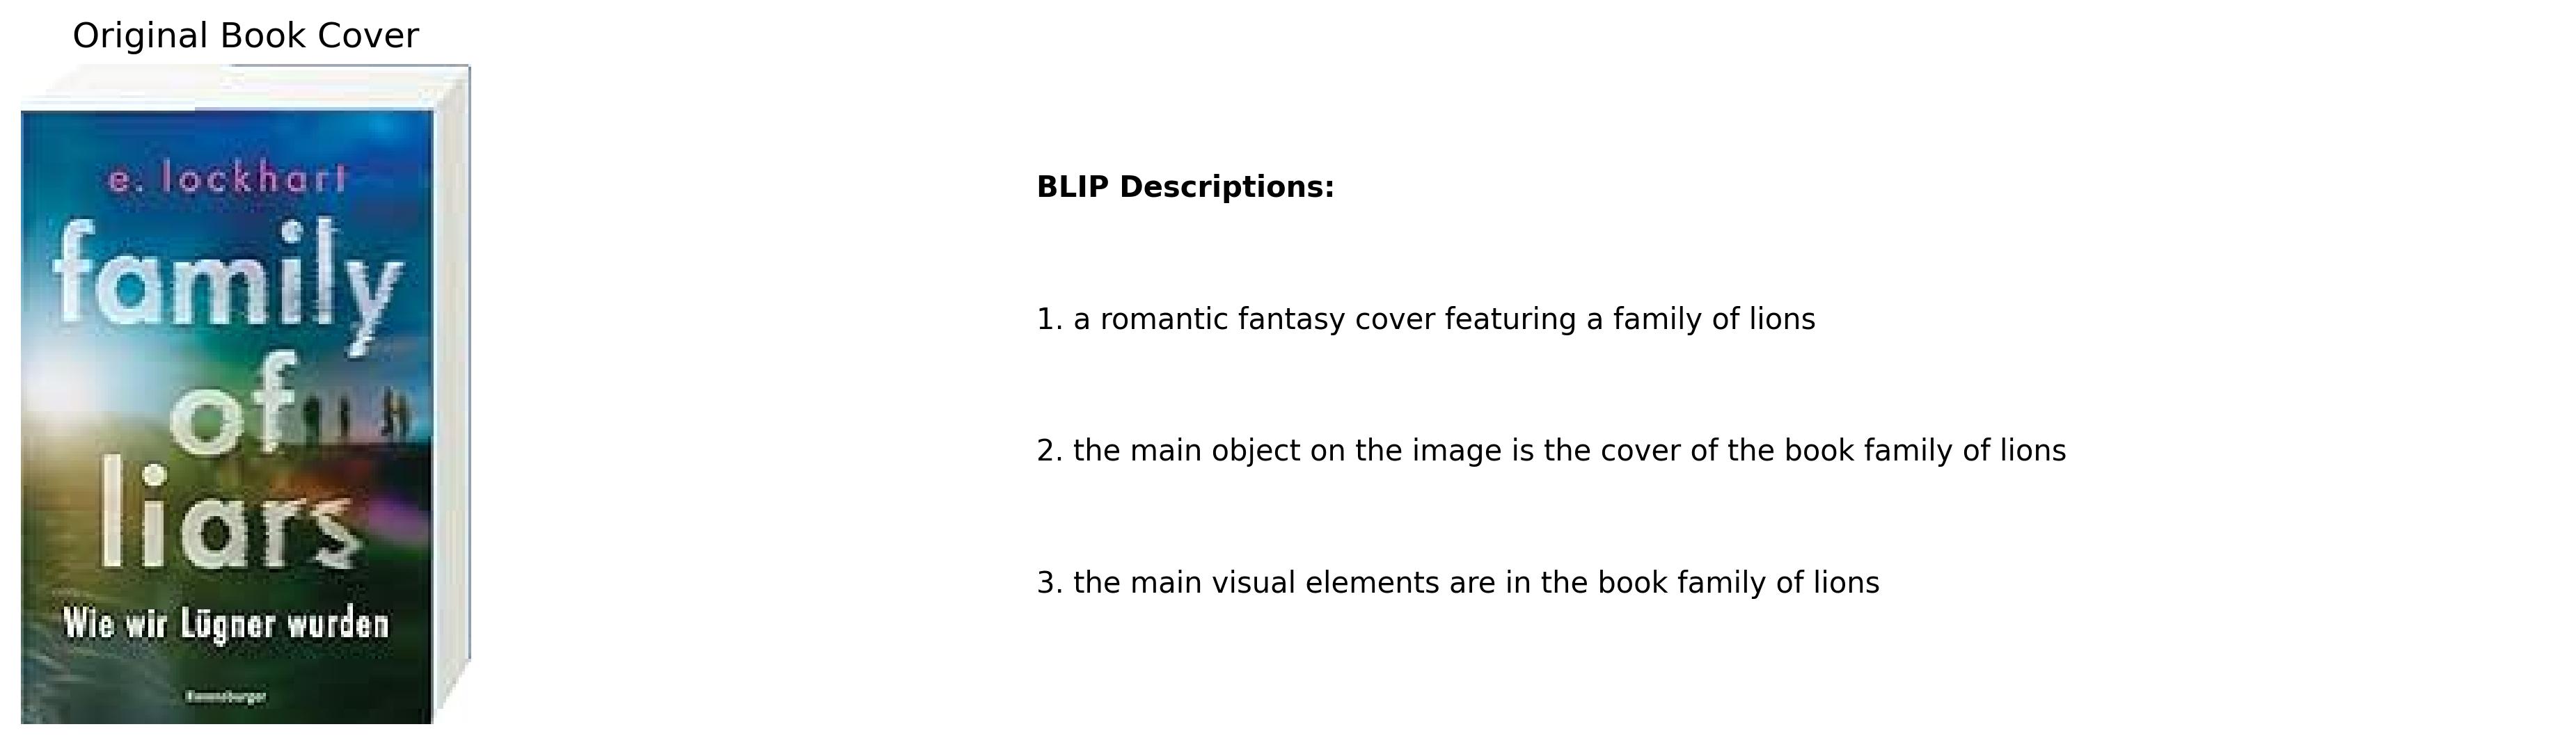 Original Book Cover
e. lockhart
family
of
liars
Wie wir Lügner wurden
Ravensburger
BLIP Descriptions:
1. a romantic fantasy cover featuring a family of lions
2. the main object on the image is the cover of the book family of lions
3. the main visual elements are in the book family of lions